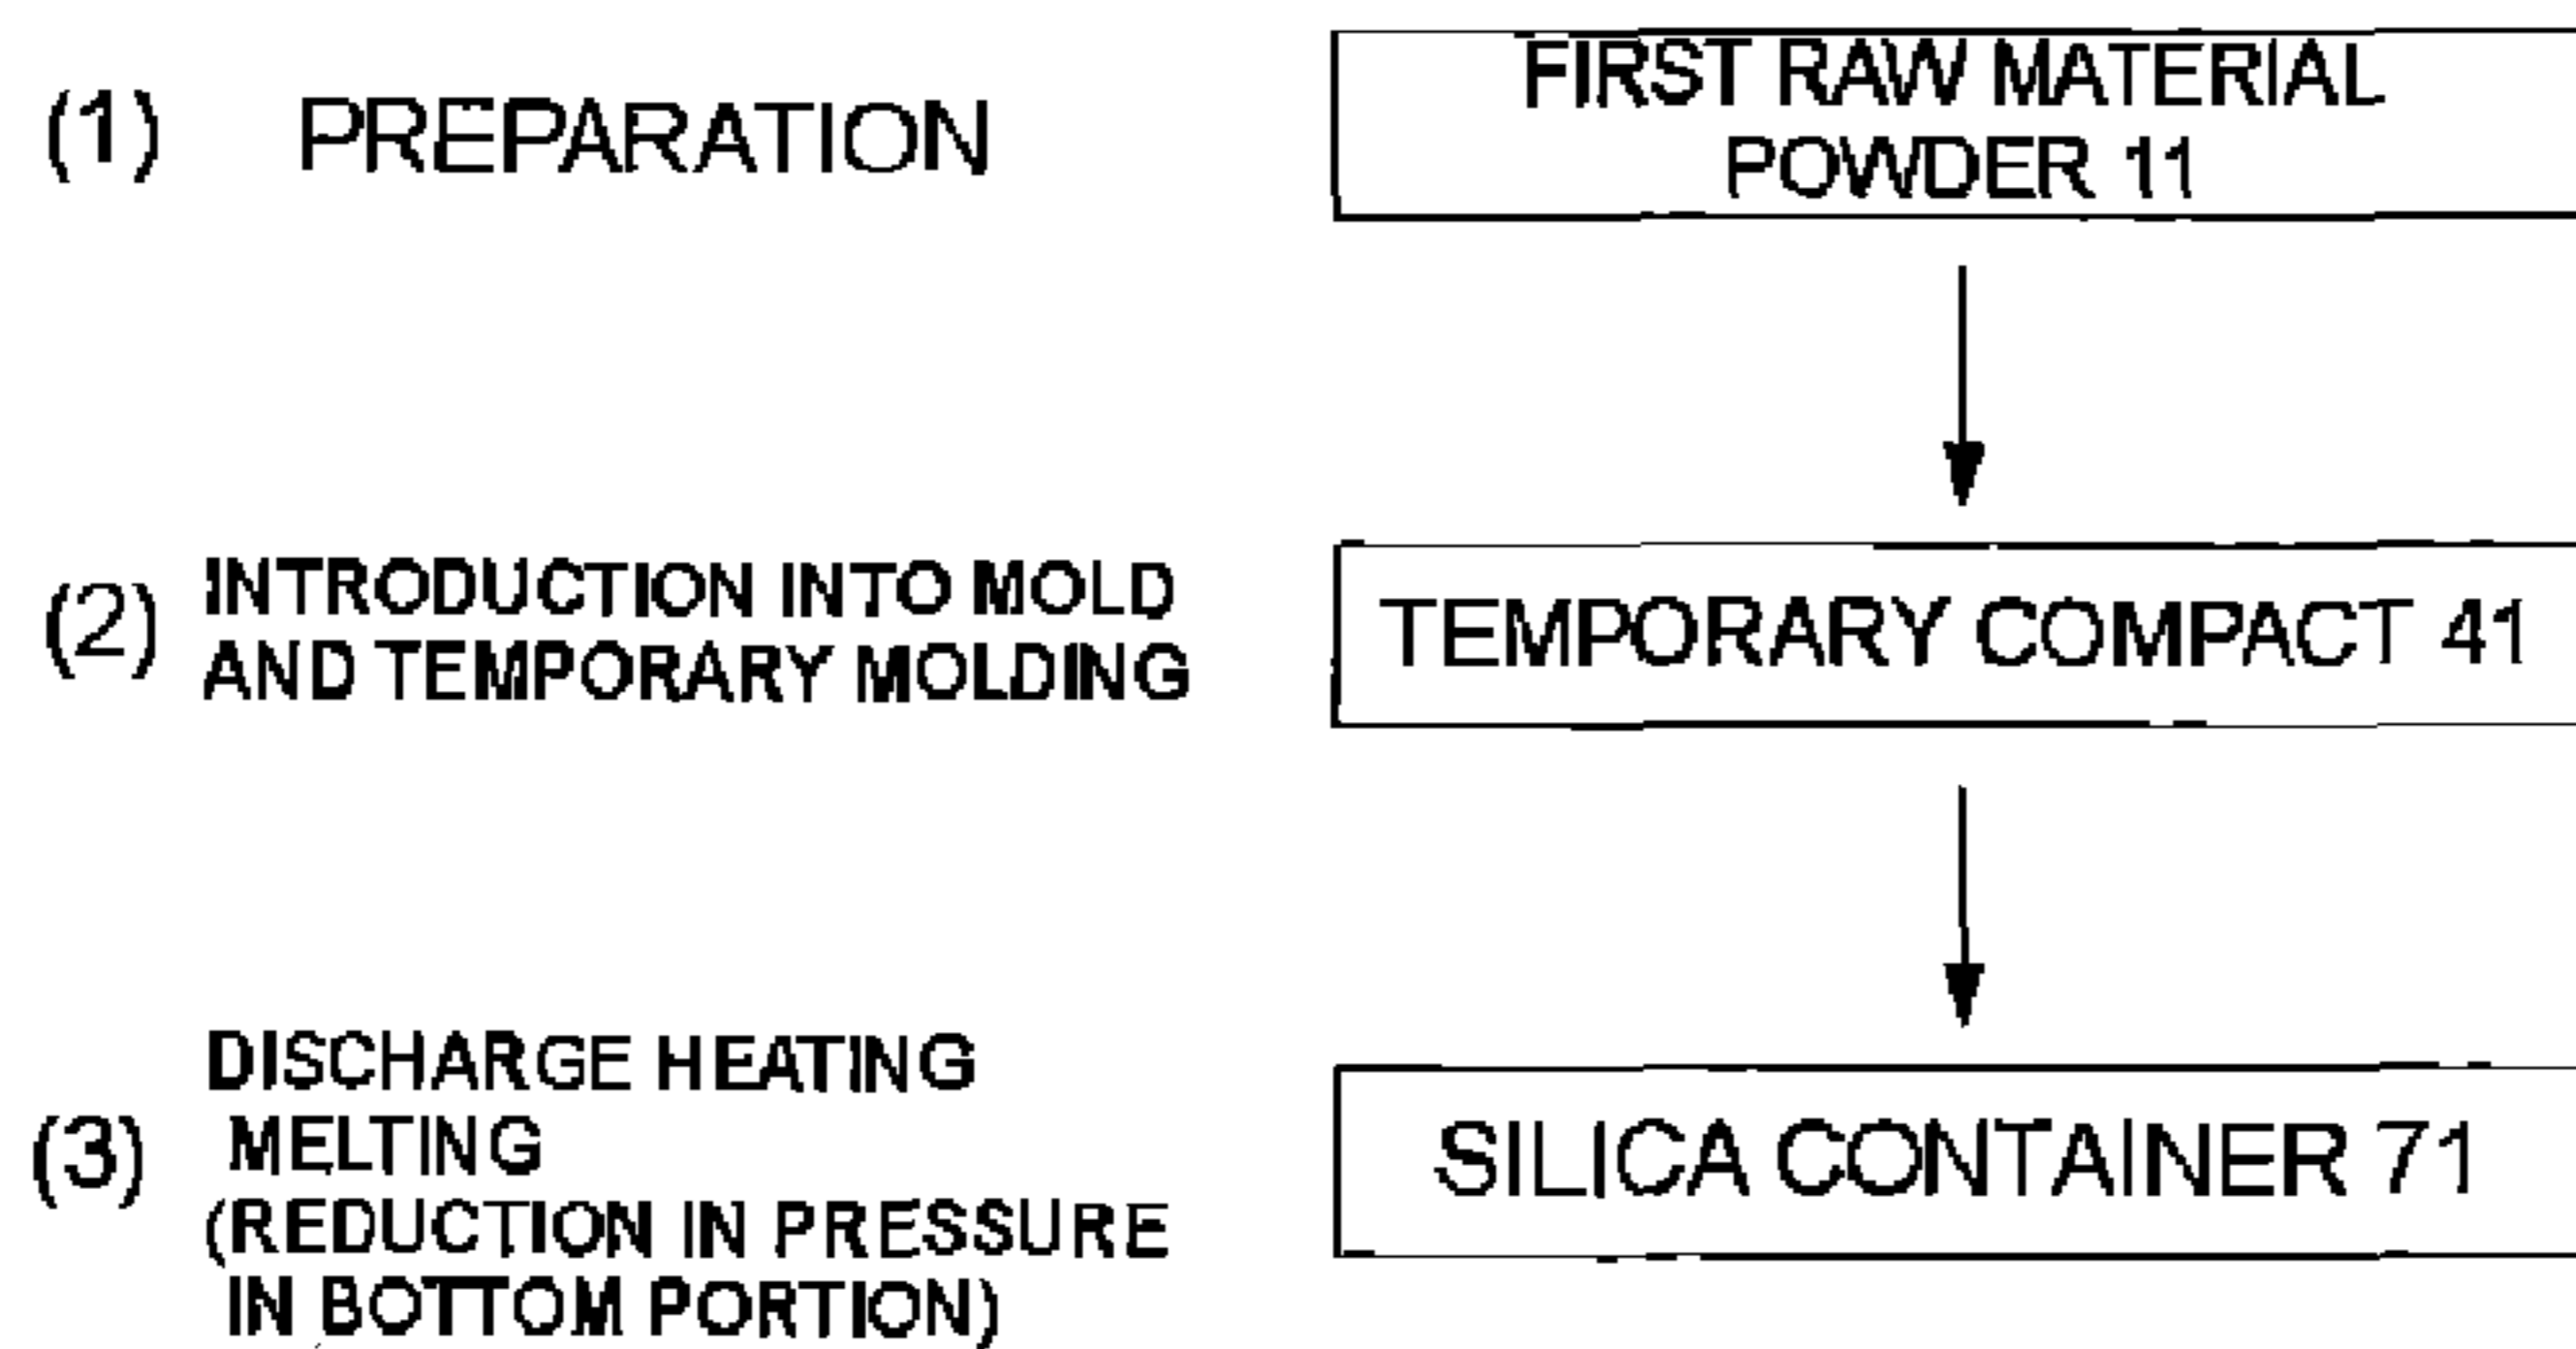 (1) PREPARATION
FIRST RAW MATERIAL
POWDER 11
(2) INTRODUCTION INTO MOLD
AND TEMPORARY MOLDING
TEMPORARY COMPACT 41
(3) DISCHARGE HEATING
MELTING
(REDUCTION IN PRESSURE
IN BOTTOM PORTION)
SILICA CONTAINER 71